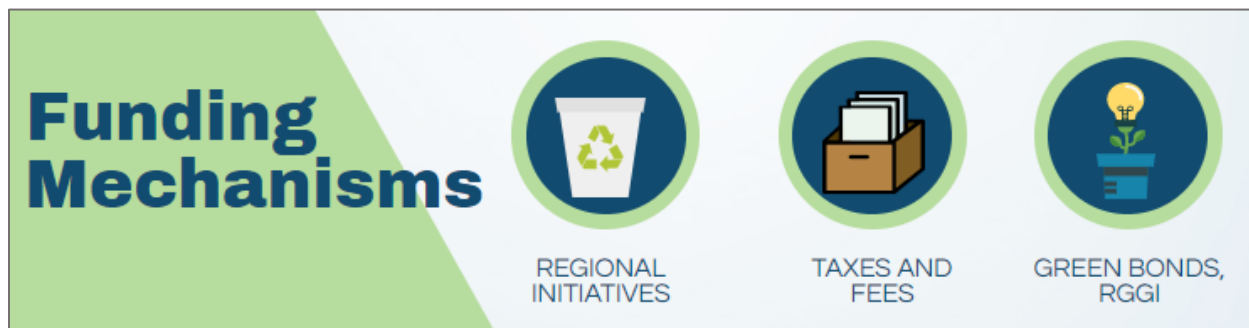 Funding
Mechanisms
REGIONAL
INITIATIVES
TAXES AND
FEES
GREEN BONDS,
RGGI